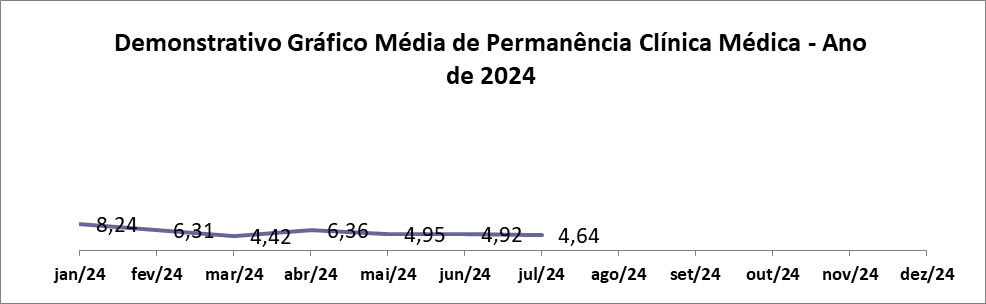 Demonstrativo Gráfico Média de Permanência Clínica Médica - Ano
de 2024
8,24 6,31 4,42 6,36 4,95 4,92 4,64
jan/24 fev/24 mar/24 abr/24 mai/24 jun/24 jul/24 ago/24 set/24 out/24 nov/24 dez/24